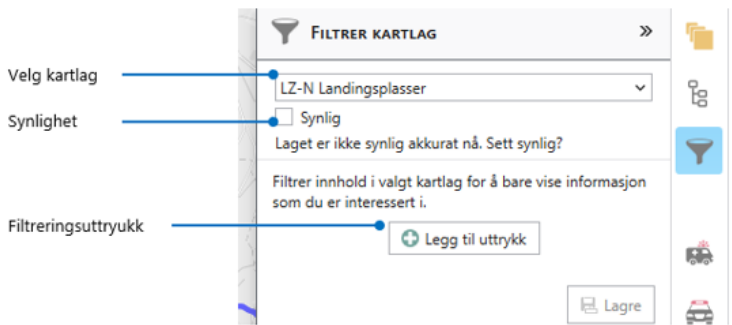 FILTRER KARTLAG »
Velg kartlag
LZ-N Landingsplasser
Synlighet
Synlig
Laget er ikke synlig akkurat nå. Sett synlig?
Filtrer innhold i valgt kartlag for å bare vise informasjon
som du er interessert i.
Filtreringsuttryukk
Legg til uttrykk
Lagre